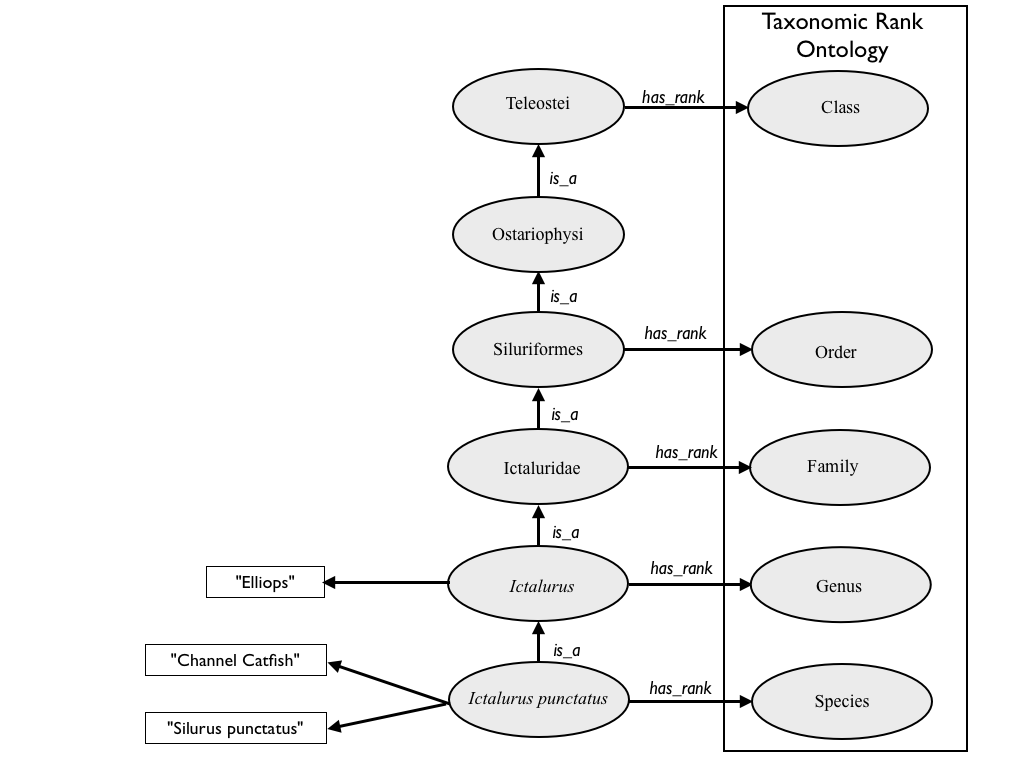 Taxonomic Rank
Ontology
Teleostei
has_rank
Class
is_a
Ostariophysi
is_a
Siluriformes
has_rank
Order
is_a
Ictaluridae
has_rank
Family
is_a
"Elliops"
Ictalurus
has_rank
Genus
is_a
"Channel Catfish"
"Silurus punctatus"
Ictalurus punctatus
has_rank
Species